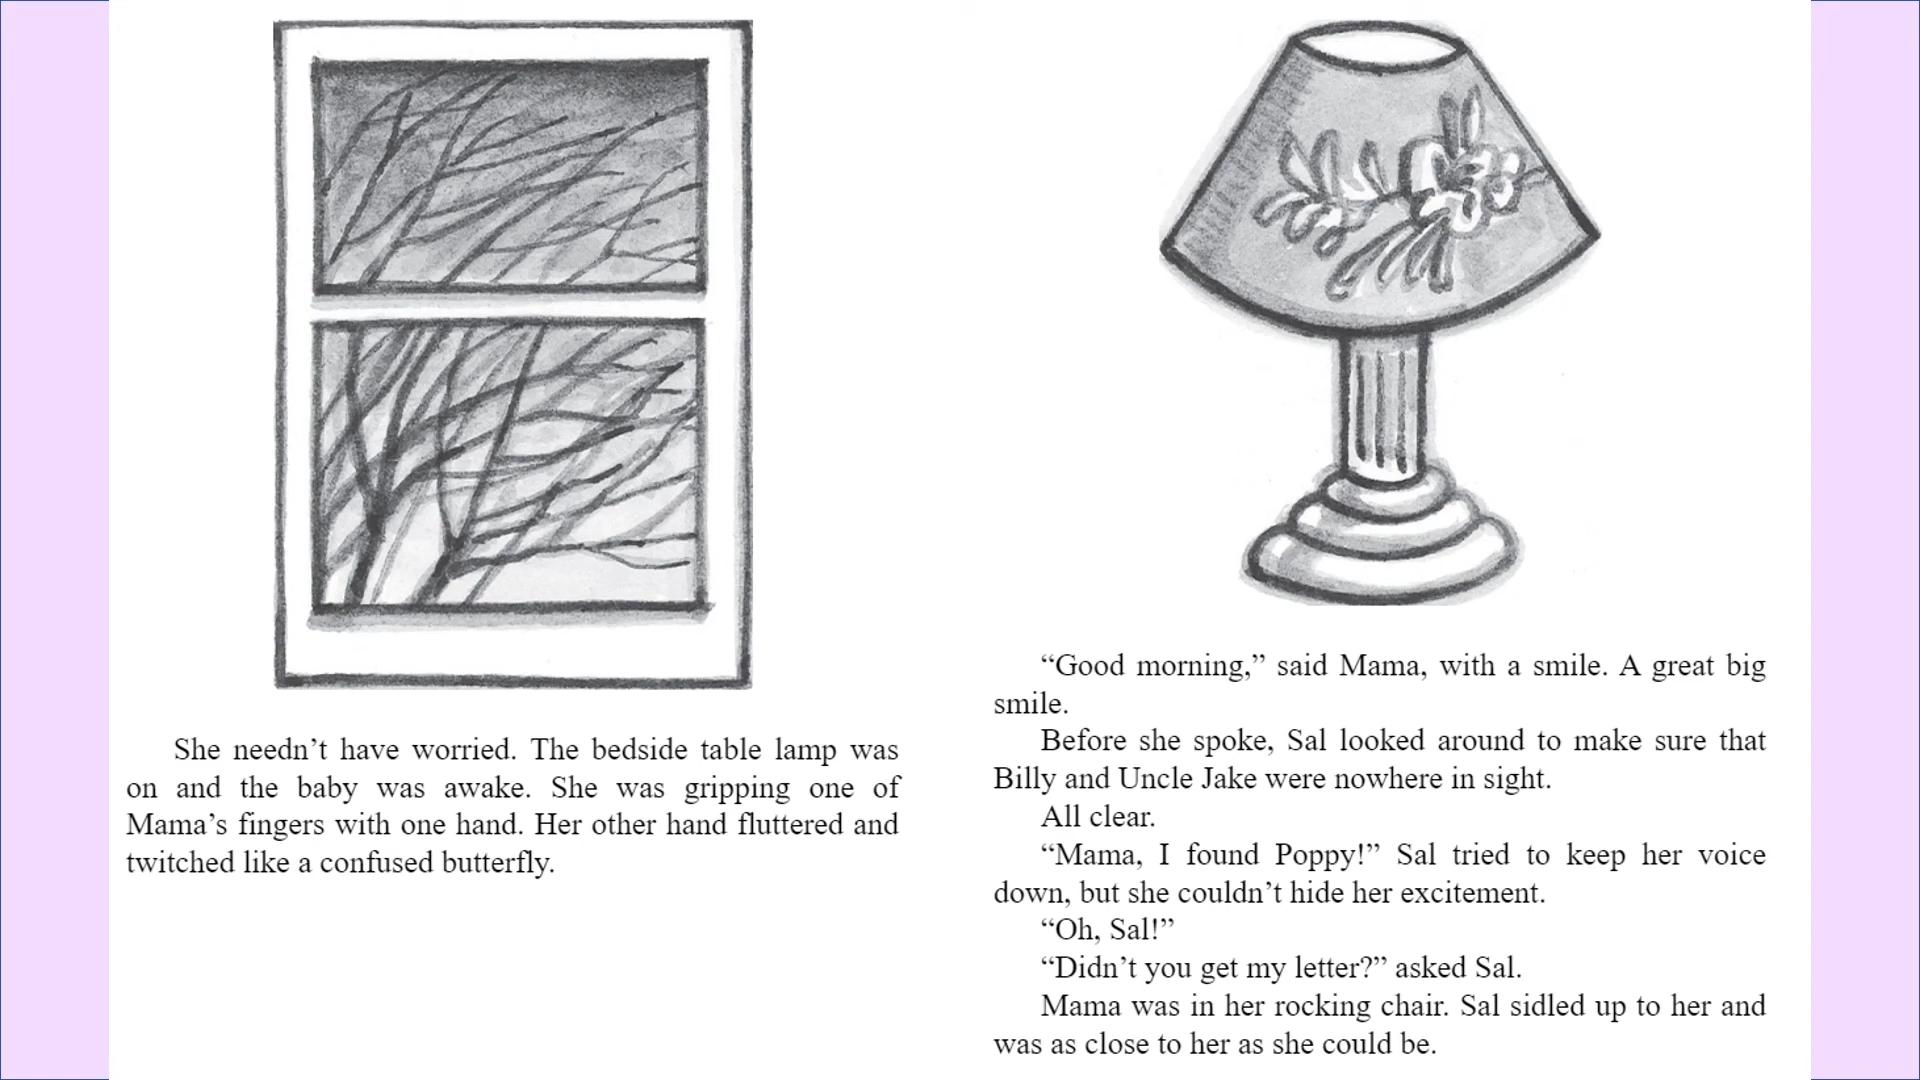 She needn’t have worried. The bedside table lamp was
on and the baby was awake. She was gripping one of
Mama’s fingers with one hand. Her other hand fluttered and
twitched like a confused butterfly.
“Good morning,” said Mama, with a smile. A great big
smile.
Before she spoke, Sal looked around to make sure that
Billy and Uncle Jake were nowhere in sight.
All clear.
“Mama, I found Poppy!” Sal tried to keep her voice
down, but she couldn’t hide her excitement.
“Oh, Sal!”
“Didn’t you get my letter?” asked Sal.
Mama was in her rocking chair. Sal sidled up to her and
was as close to her as she could be.